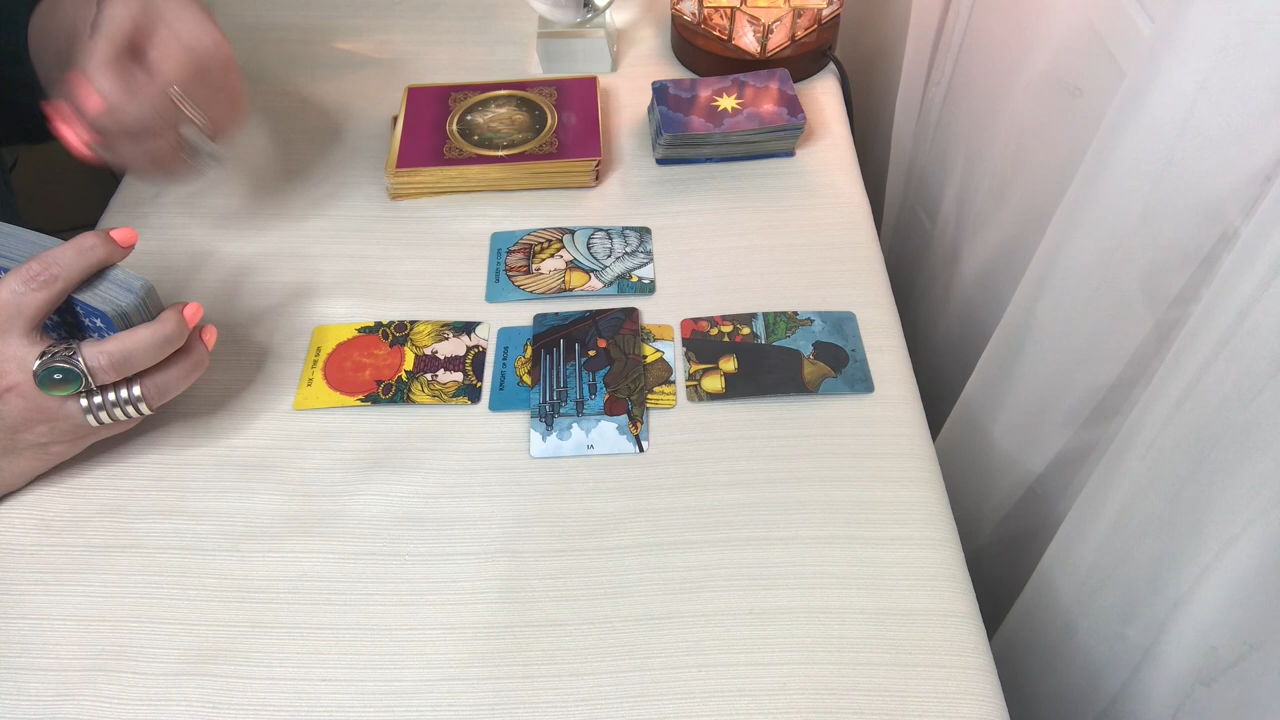 QUEEN OF CUPS
XIX — THE SUN
KNIGHT OF RODS
VI